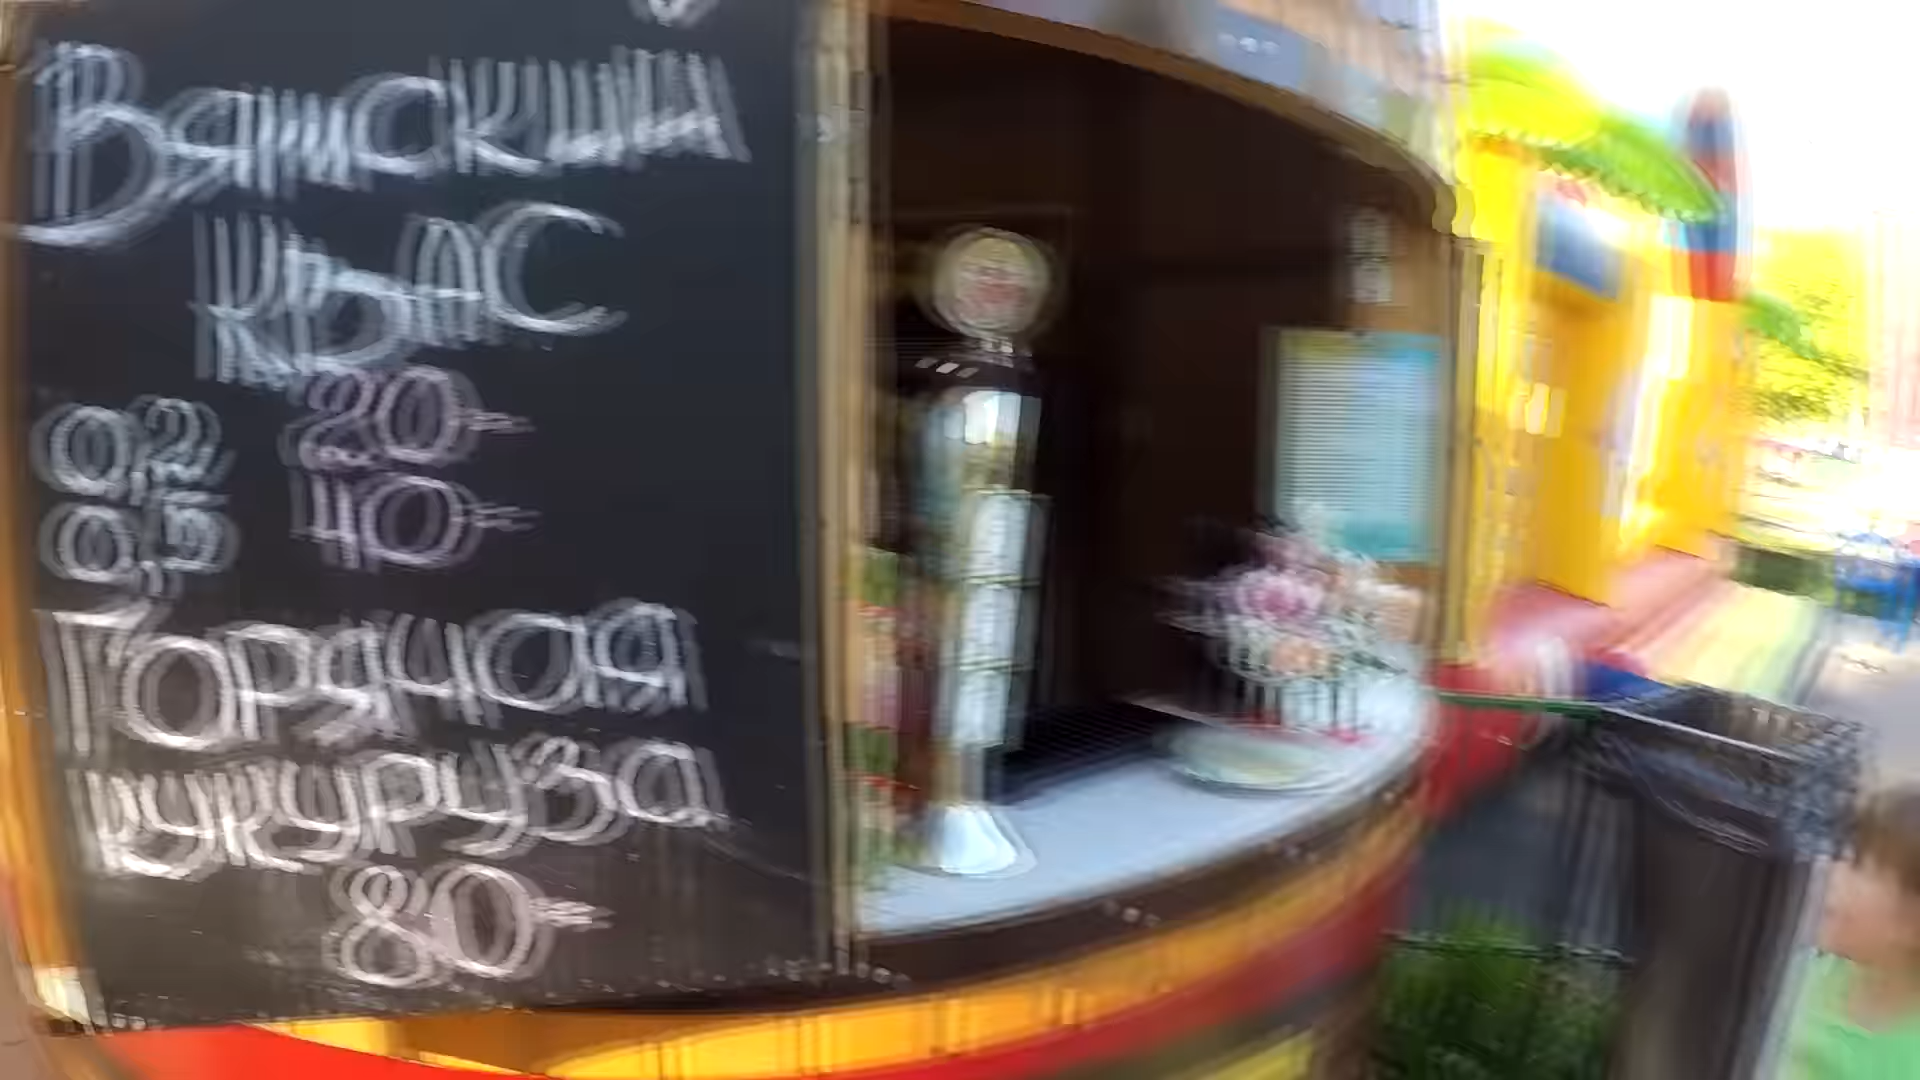 Вятский
квас
0,2 20=
0,5 40=
Горячая
кукуруза
80=